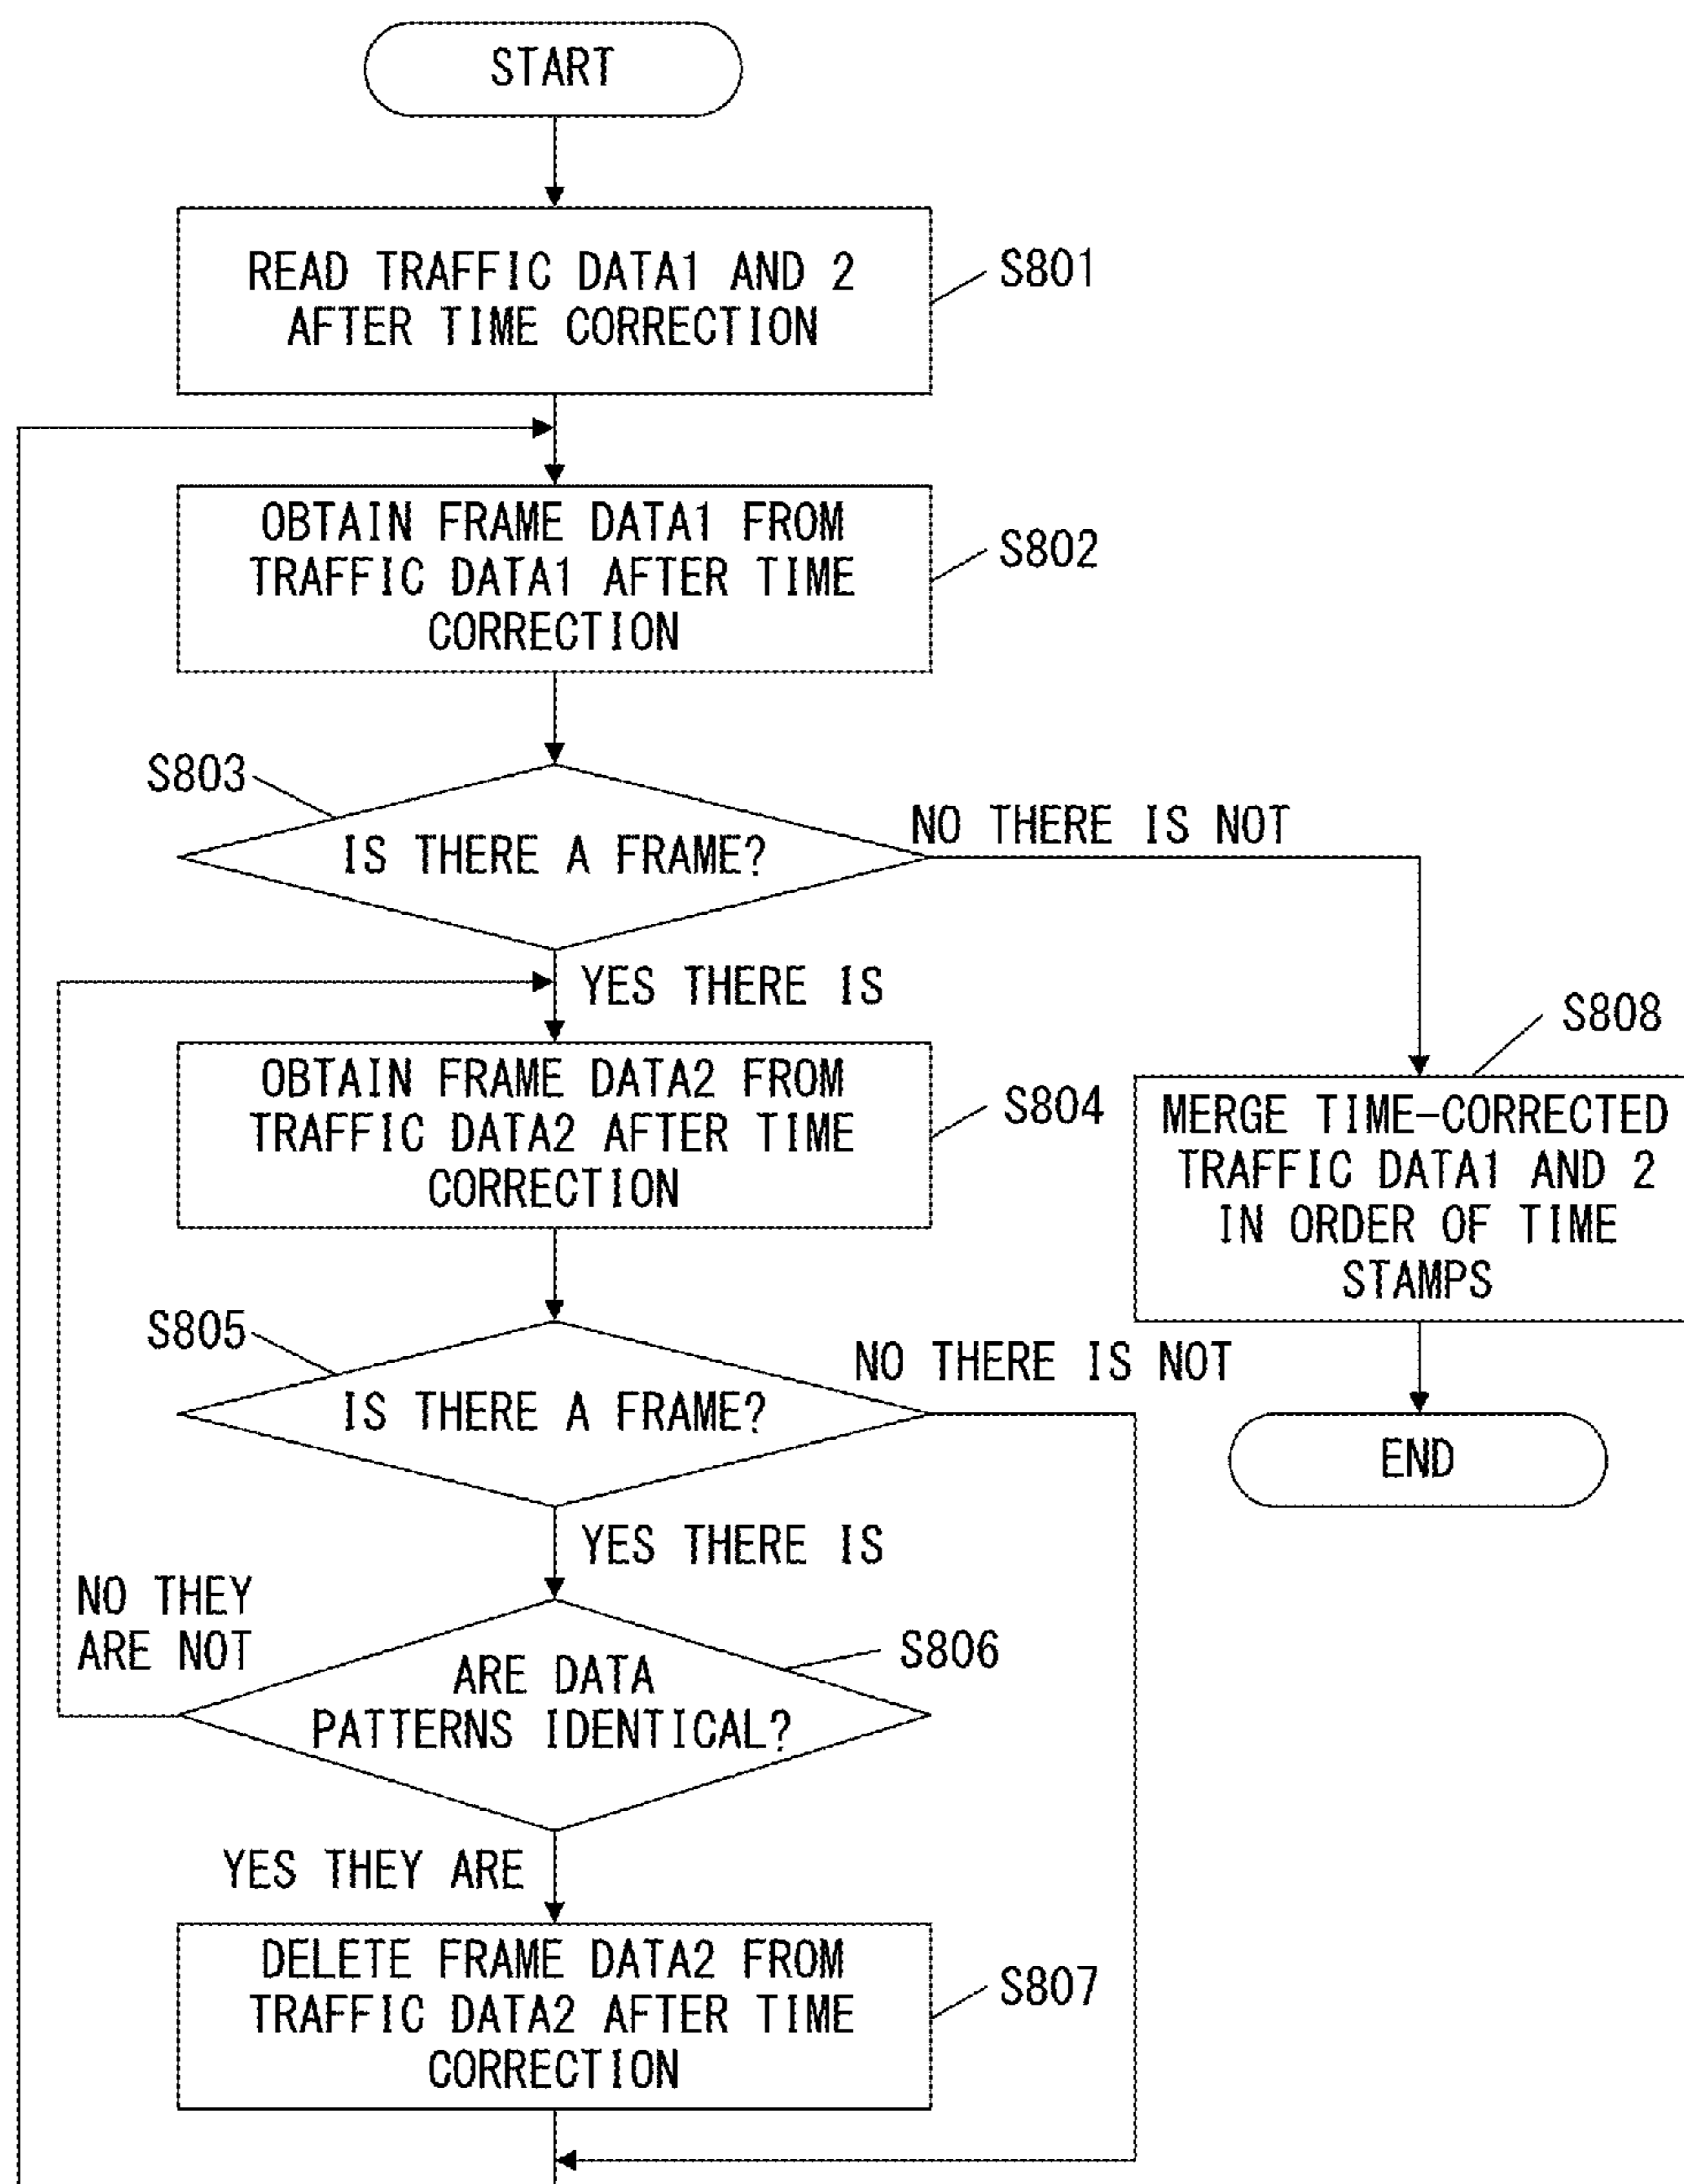 START
READ TRAFFIC DATA1 AND 2
AFTER TIME CORRECTION
S801
OBTAIN FRAME DATA1 FROM
TRAFFIC DATA1 AFTER TIME
CORRECTION
S802
S803
IS THERE A FRAME?
NO THERE IS NOT
YES THERE IS
OBTAIN FRAME DATA2 FROM
TRAFFIC DATA2 AFTER TIME
CORRECTION
S804
S808
MERGE TIME-CORRECTED
TRAFFIC DATA1 AND 2
IN ORDER OF TIME
STAMPS
S805
IS THERE A FRAME?
NO THERE IS NOT
END
YES THERE IS
NO THEY
ARE NOT
ARE DATA
PATTERNS IDENTICAL?
S806
YES THEY ARE
DELETE FRAME DATA2 FROM
TRAFFIC DATA2 AFTER TIME
CORRECTION
S807